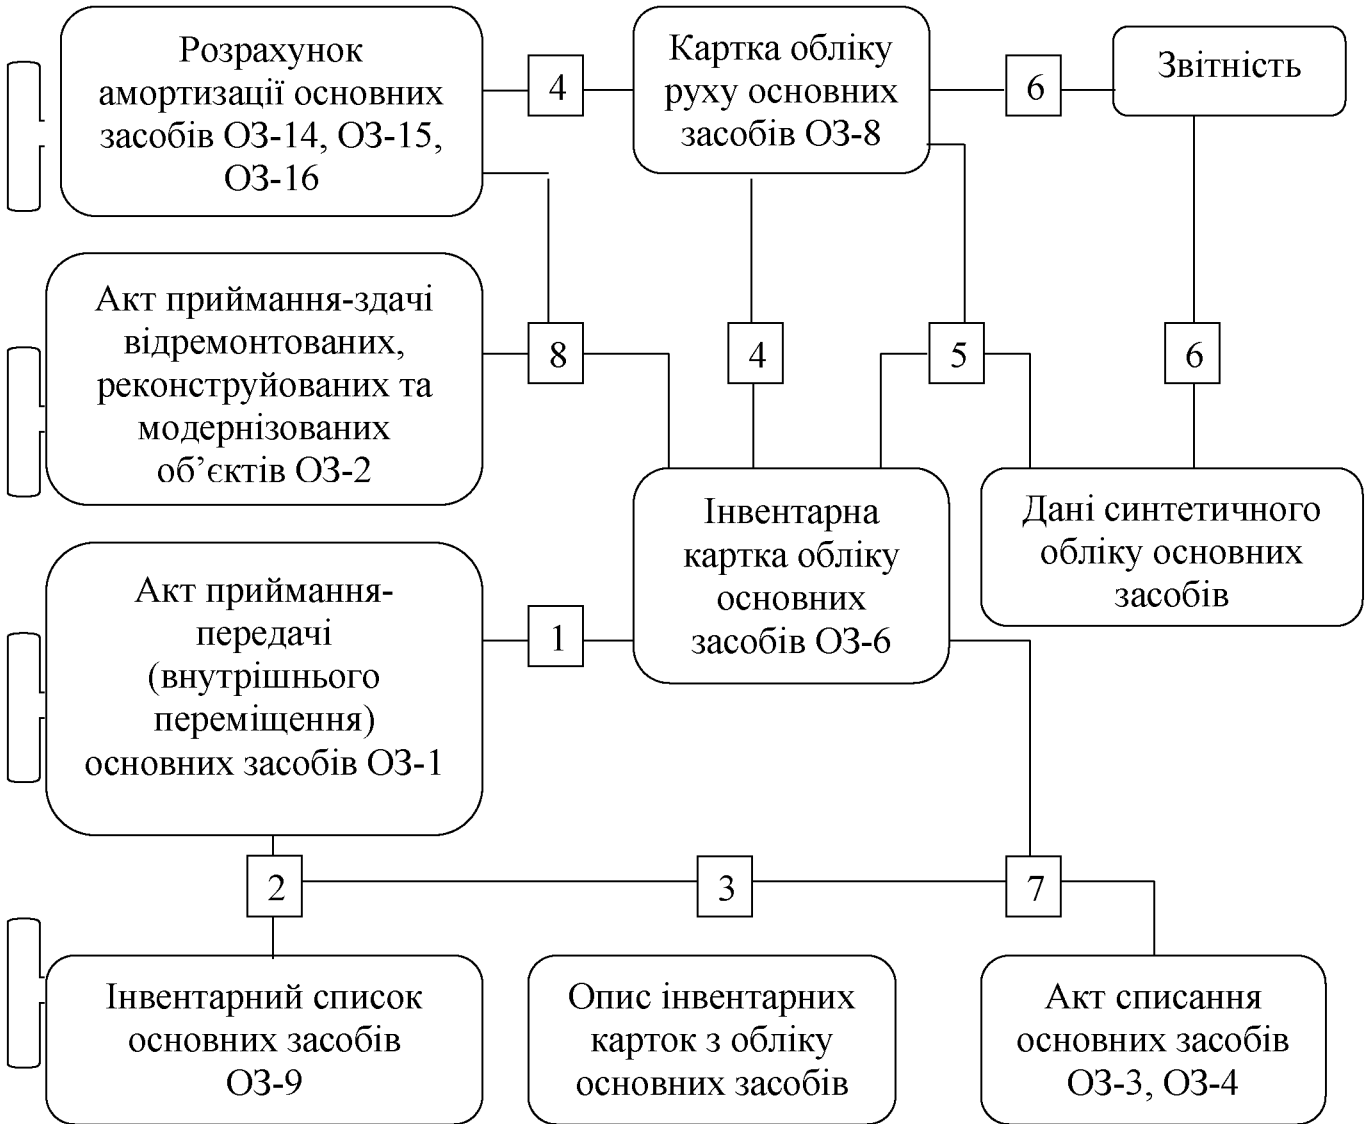 Розрахунок
амортизації основних
засобів ОЗ-14, ОЗ-15,
ОЗ-16
4
Картка обліку
руху основних
засобів ОЗ-8
6
Звітність
Акт приймання-здачі
відремонтованих,
реконструйованих та
модернізованих
об’єктів ОЗ-2
8
4
5
6
Інвентарна
картка обліку
основних
засобів ОЗ-6
Дані синтетичного
обліку основних
засобів
Акт приймання-
передачі
(внутрішнього
переміщення)
основних засобів ОЗ-1
1
2
3
7
Інвентарний список
основних засобів
ОЗ-9
Опис інвентарних
карток з обліку
основних засобів
Акт списання
основних засобів
ОЗ-3, ОЗ-4